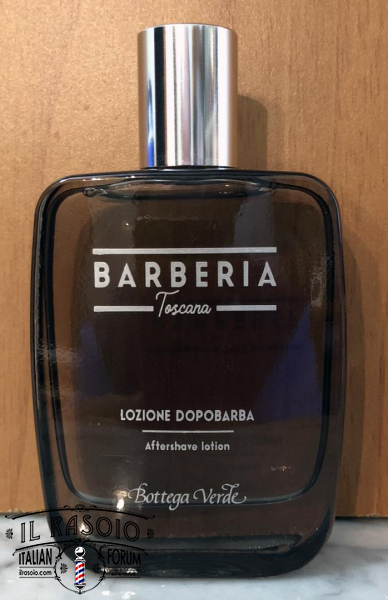 BARBERIA
Toscana
LOZIONE DOPOBARBA
Aftershave lotion
Bottega Verde
IL RASOIO
ITALIAN FORUM
ilrasoio.com